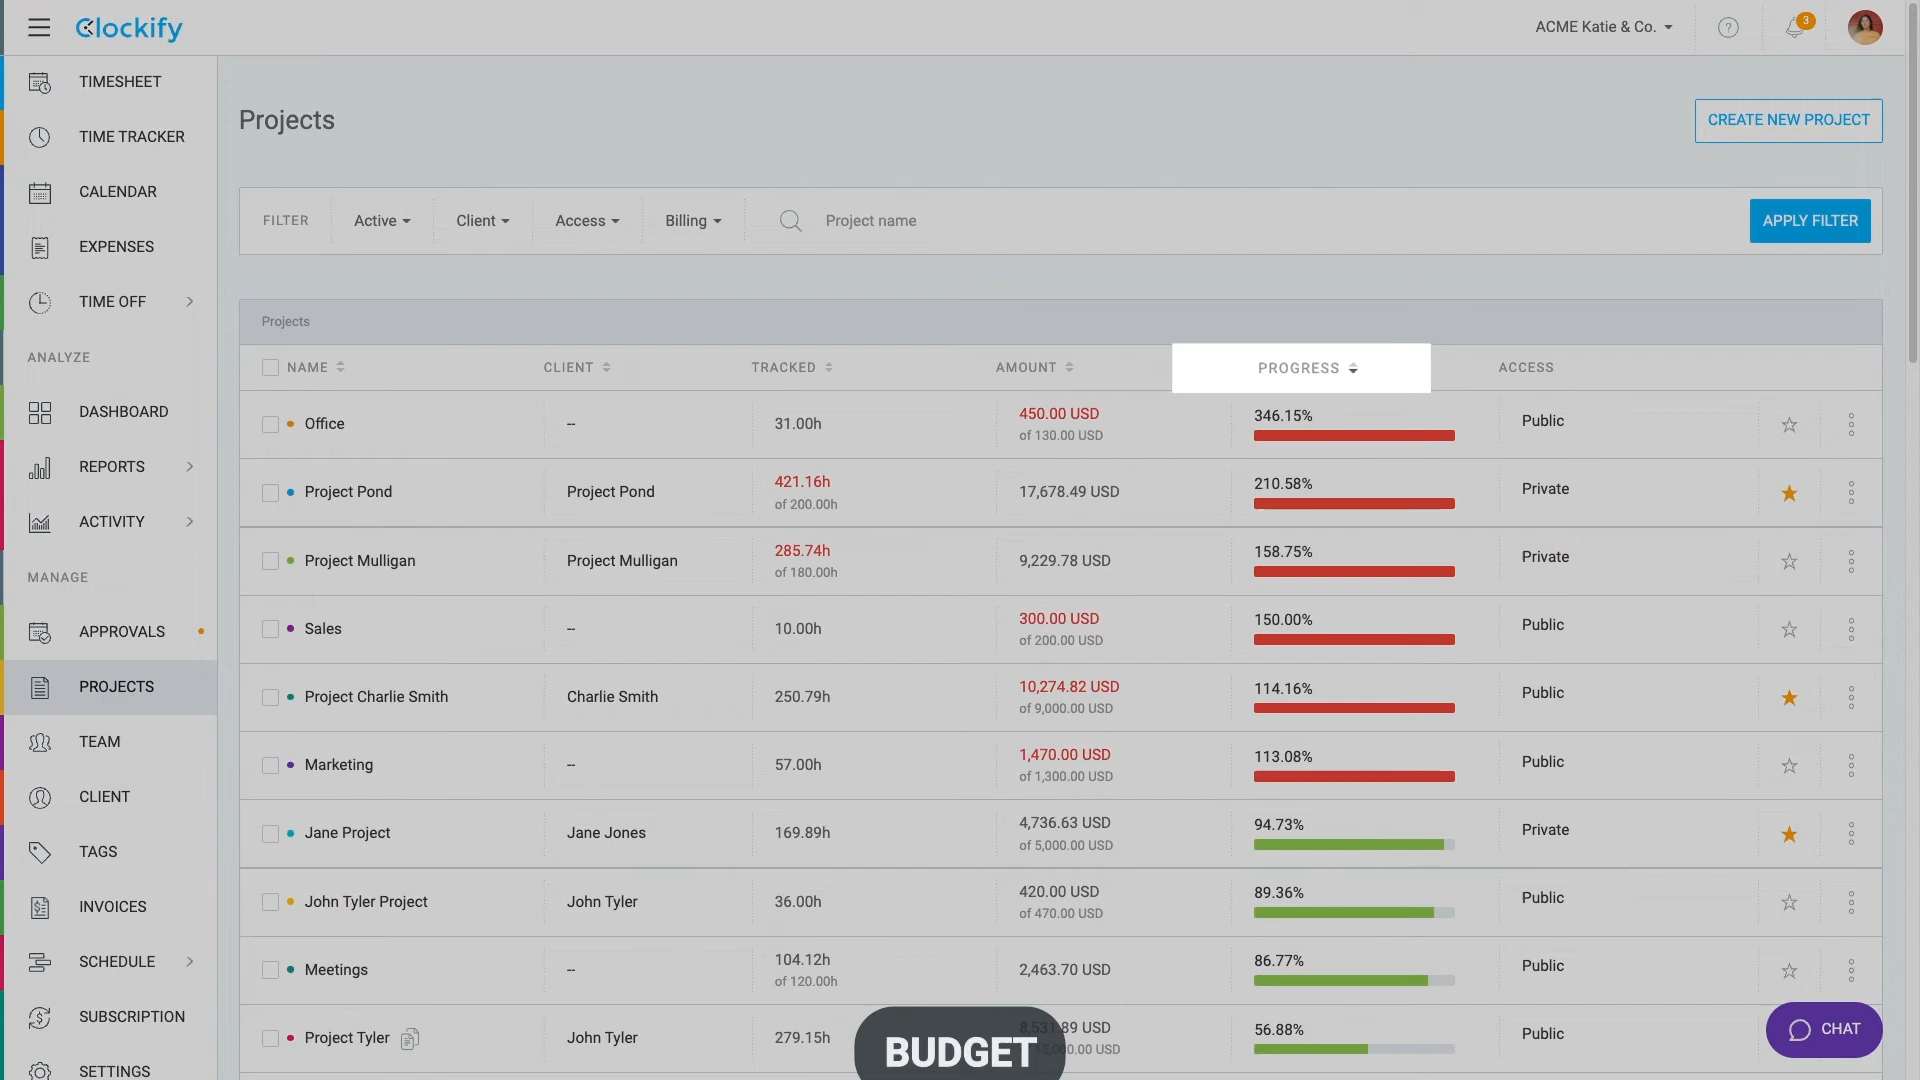 Clockify
ACME Katie & Co.
?
3
TIMESHEET
TIME TRACKER
CALENDAR
EXPENSES
TIME OFF
ANALYZE
DASHBOARD
REPORTS
ACTIVITY
MANAGE
APPROVALS
PROJECTS
TEAM
CLIENT
TAGS
INVOICES
SCHEDULE
SUBSCRIPTION
SETTINGS
Projects
CREATE NEW PROJECT
FILTER Active Client Access Billing Project name APPLY FILTER
Projects
NAME CLIENT TRACKED AMOUNT PROGRESS ACCESS
Office -- 31.00h 450.00 USD 346.15% Public
of 130.00 USD
Project Pond Project Pond 421.16h 17,678.49 USD 210.58% Private
of 200.00h
Project Mulligan Project Mulligan 285.74h 9,229.78 USD 158.75% Private
of 180.00h
Sales -- 10.00h 300.00 USD 150.00% Public
of 200.00 USD
Project Charlie Smith Charlie Smith 250.79h 10,274.82 USD 114.16% Public
of 9,000.00 USD
Marketing -- 57.00h 1,470.00 USD 113.08% Public
of 1,300.00 USD
Jane Project Jane Jones 169.89h 4,736.63 USD 94.73% Private
of 5,000.00 USD
John Tyler Project John Tyler 36.00h 420.00 USD 89.36% Public
of 470.00 USD
Meetings -- 104.12h 2,463.70 USD 86.77% Public
of 120.00h
Project Tyler John Tyler 279.15h 8,531.89 USD 56.88% Public
USD
BUDGET
CHAT